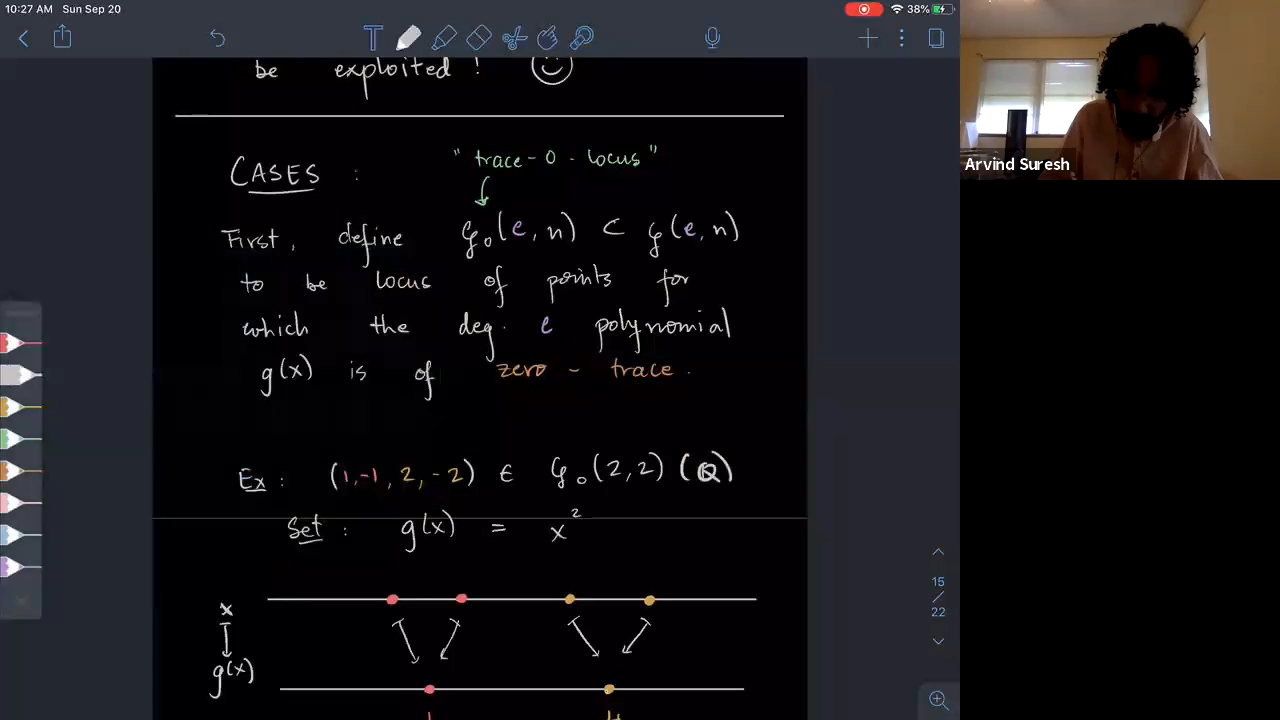 10:27 AM Sun Sep 20
38%
be exploited !
CASES :
"trace-0-locus"
First, define 𝒢₀(e, n) ⊂ 𝒢(e, n)
to be locus of points for
which the deg. e polynomial
g(x) is of zero - trace.
Ex : (1,-1, 2, -2) ∈ 𝒢₀(2,2) (ℚ)
Set : g(x) = x²
x
g(x)
1
4
15
/
22
Arvind Suresh